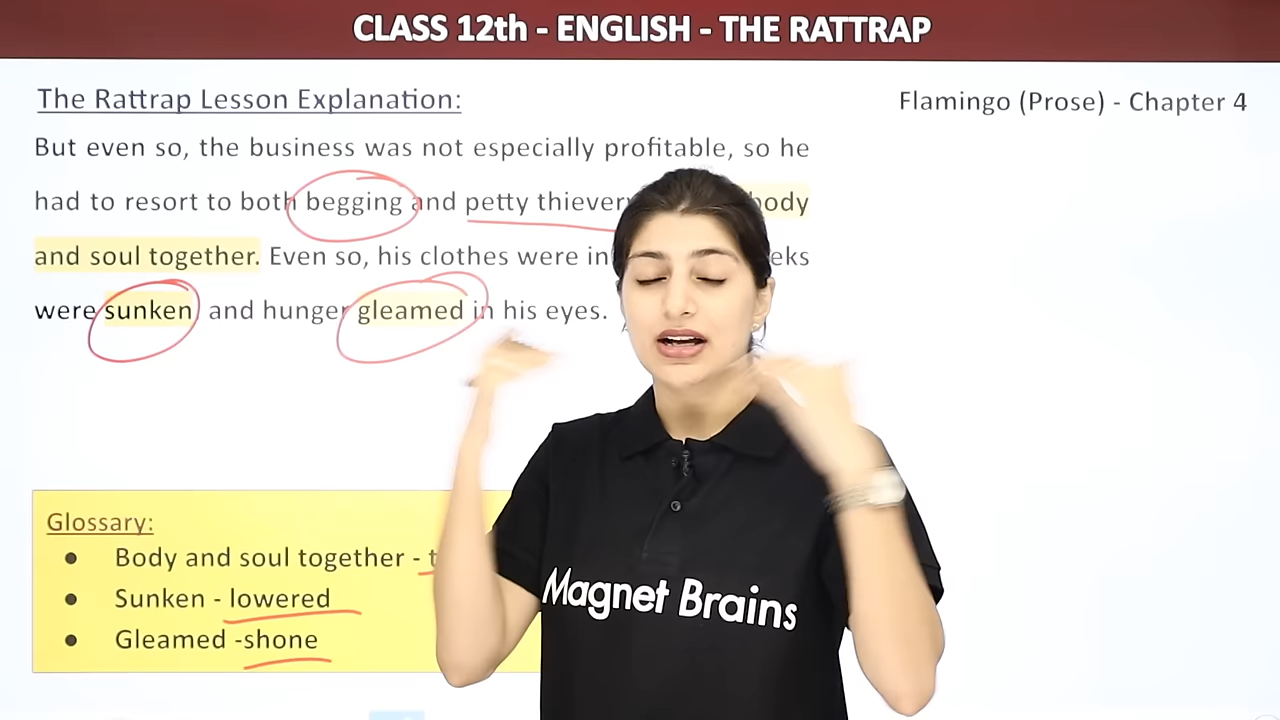 CLASS 12th - ENGLISH - THE RATTRAP
The Rattrap Lesson Explanation:
Flamingo (Prose) - Chapter 4
But even so, the business was not especially profitable, so he
had to resort to both begging and petty body
and soul together. Even so, his clothes were in
were sunken, and hunger gleamed in his eyes.
Glossary:
● Body and soul together -
● Sunken - lowered
● Gleamed -shone
Magnet Brains